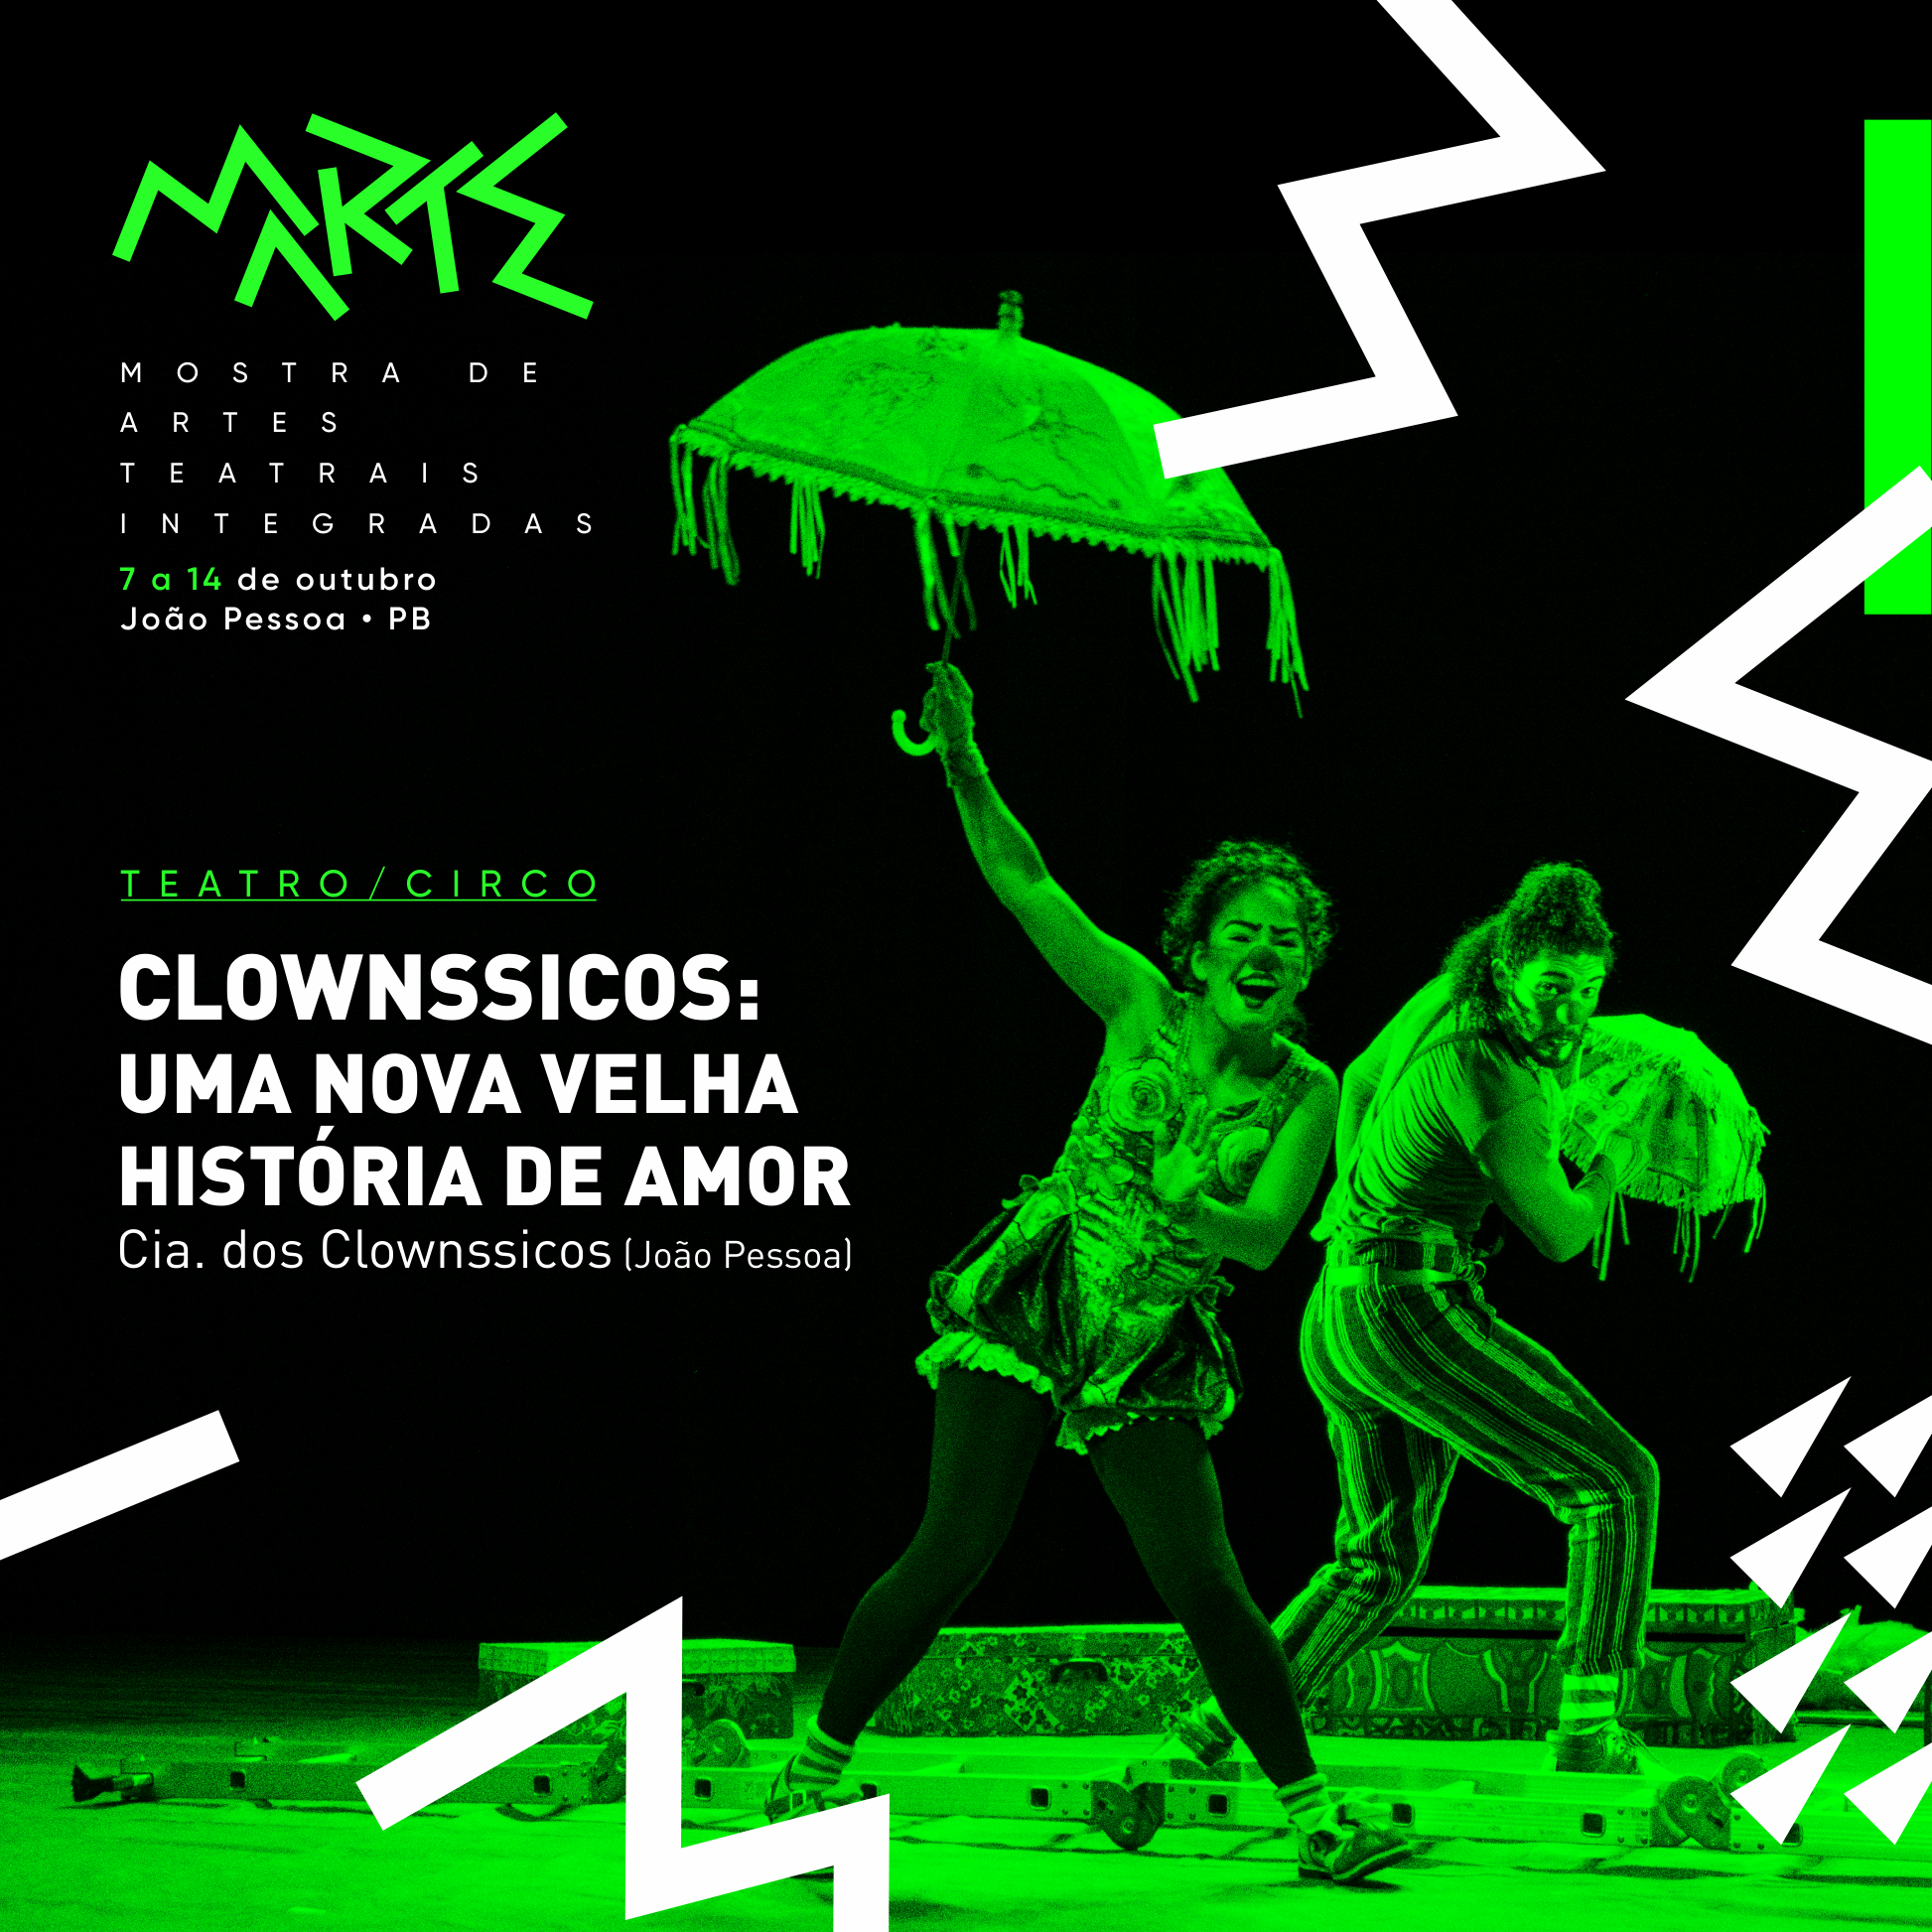 MARTE
MOSTRA DE
ARTES
TEATRAIS
INTEGRADAS
7 a 14 de outubro
João Pessoa • PB
TEATRO/CIRCO
CLOWNSSICOS:
UMA NOVA VELHA
HISTÓRIA DE AMOR
Cia. dos Clownssicos (João Pessoa)